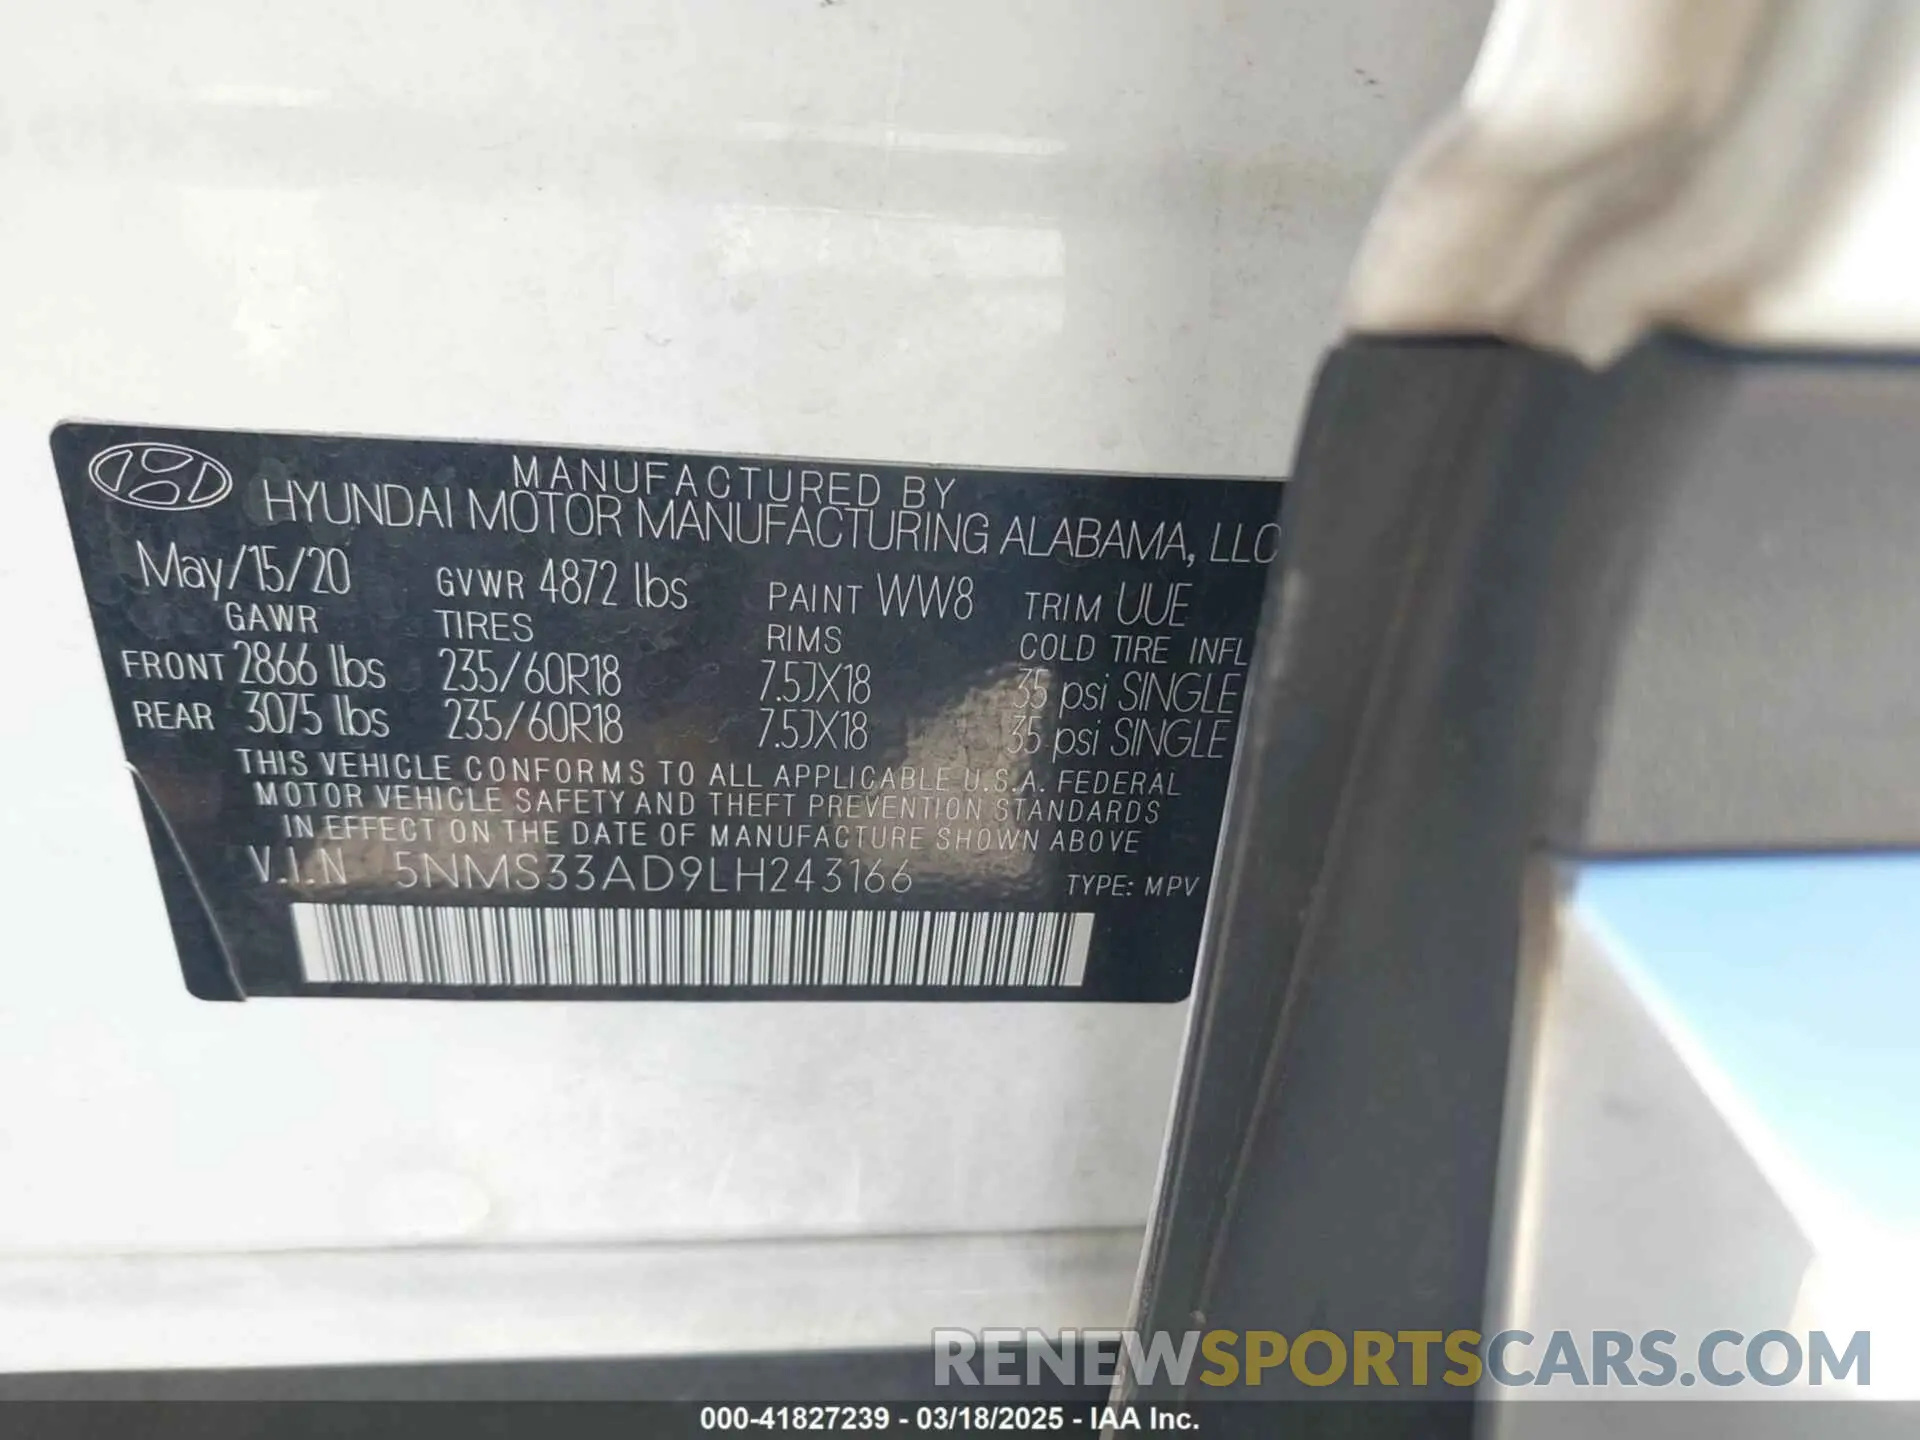 MANUFACTURED BY
HYUNDAI MOTOR MANUFACTURING ALABAMA, LLC
May/15/20 GVWR 4872 lbs PAINT WW8 TRIM UUE
GAWR TIRES RIMS COLD TIRE INFL
FRONT 2866 lbs 235/60R18 7.5JX18 35 psi SINGLE
REAR 3075 lbs 235/60R18 7.5JX18 35 psi SINGLE
THIS VEHICLE CONFORMS TO ALL APPLICABLE U.S.A. FEDERAL
MOTOR VEHICLE SAFETY AND THEFT PREVENTION STANDARDS
IN EFFECT ON THE DATE OF MANUFACTURE SHOWN ABOVE
V.I.N 5NMS33AD9LH243166 TYPE: MPV
RENEWSPORTSCARS.COM
000-41827239 - 03/18/2025 - IAA Inc.